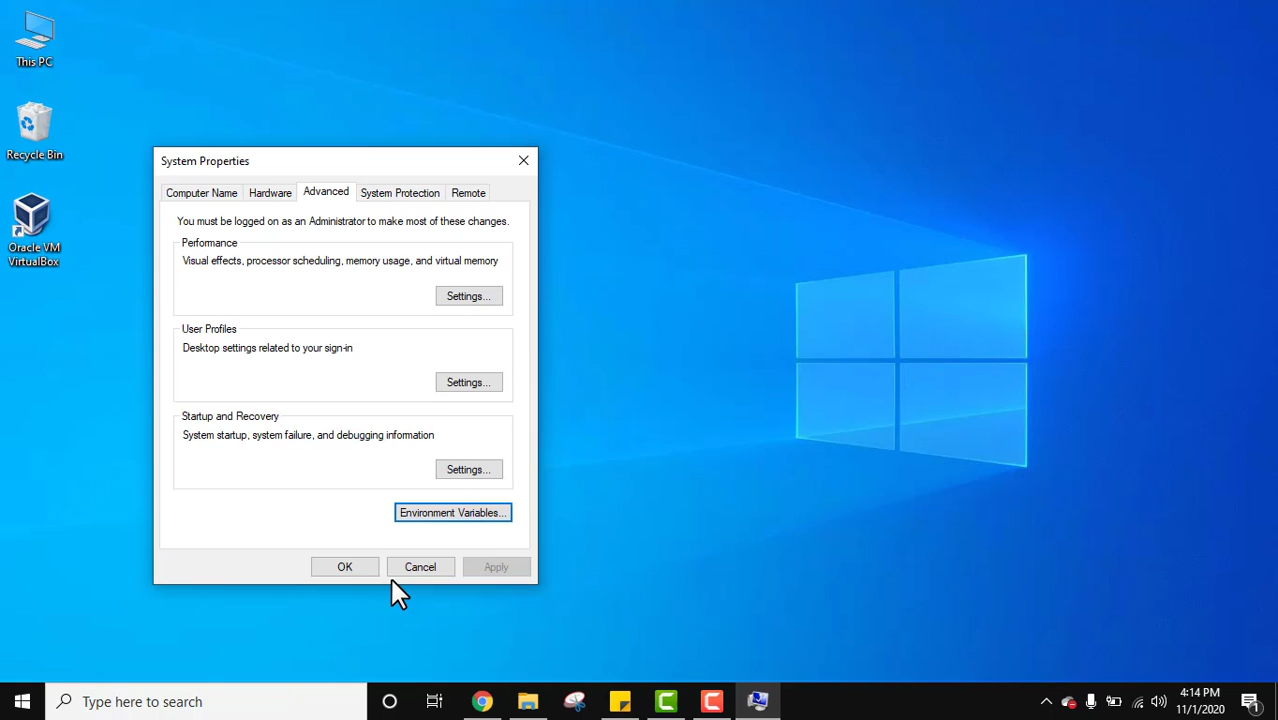 This PC
Recycle Bin
Oracle VM
VirtualBox
System Properties
Computer Name
Hardware
Advanced
System Protection
Remote
You must be logged on as an Administrator to make most of these changes.
Performance
Visual effects, processor scheduling, memory usage, and virtual memory
Settings...
User Profiles
Desktop settings related to your sign-in
Settings...
Startup and Recovery
System startup, system failure, and debugging information
Settings...
Environment Variables...
OK
Cancel
Apply
Type here to search
4:14 PM
11/1/2020
1